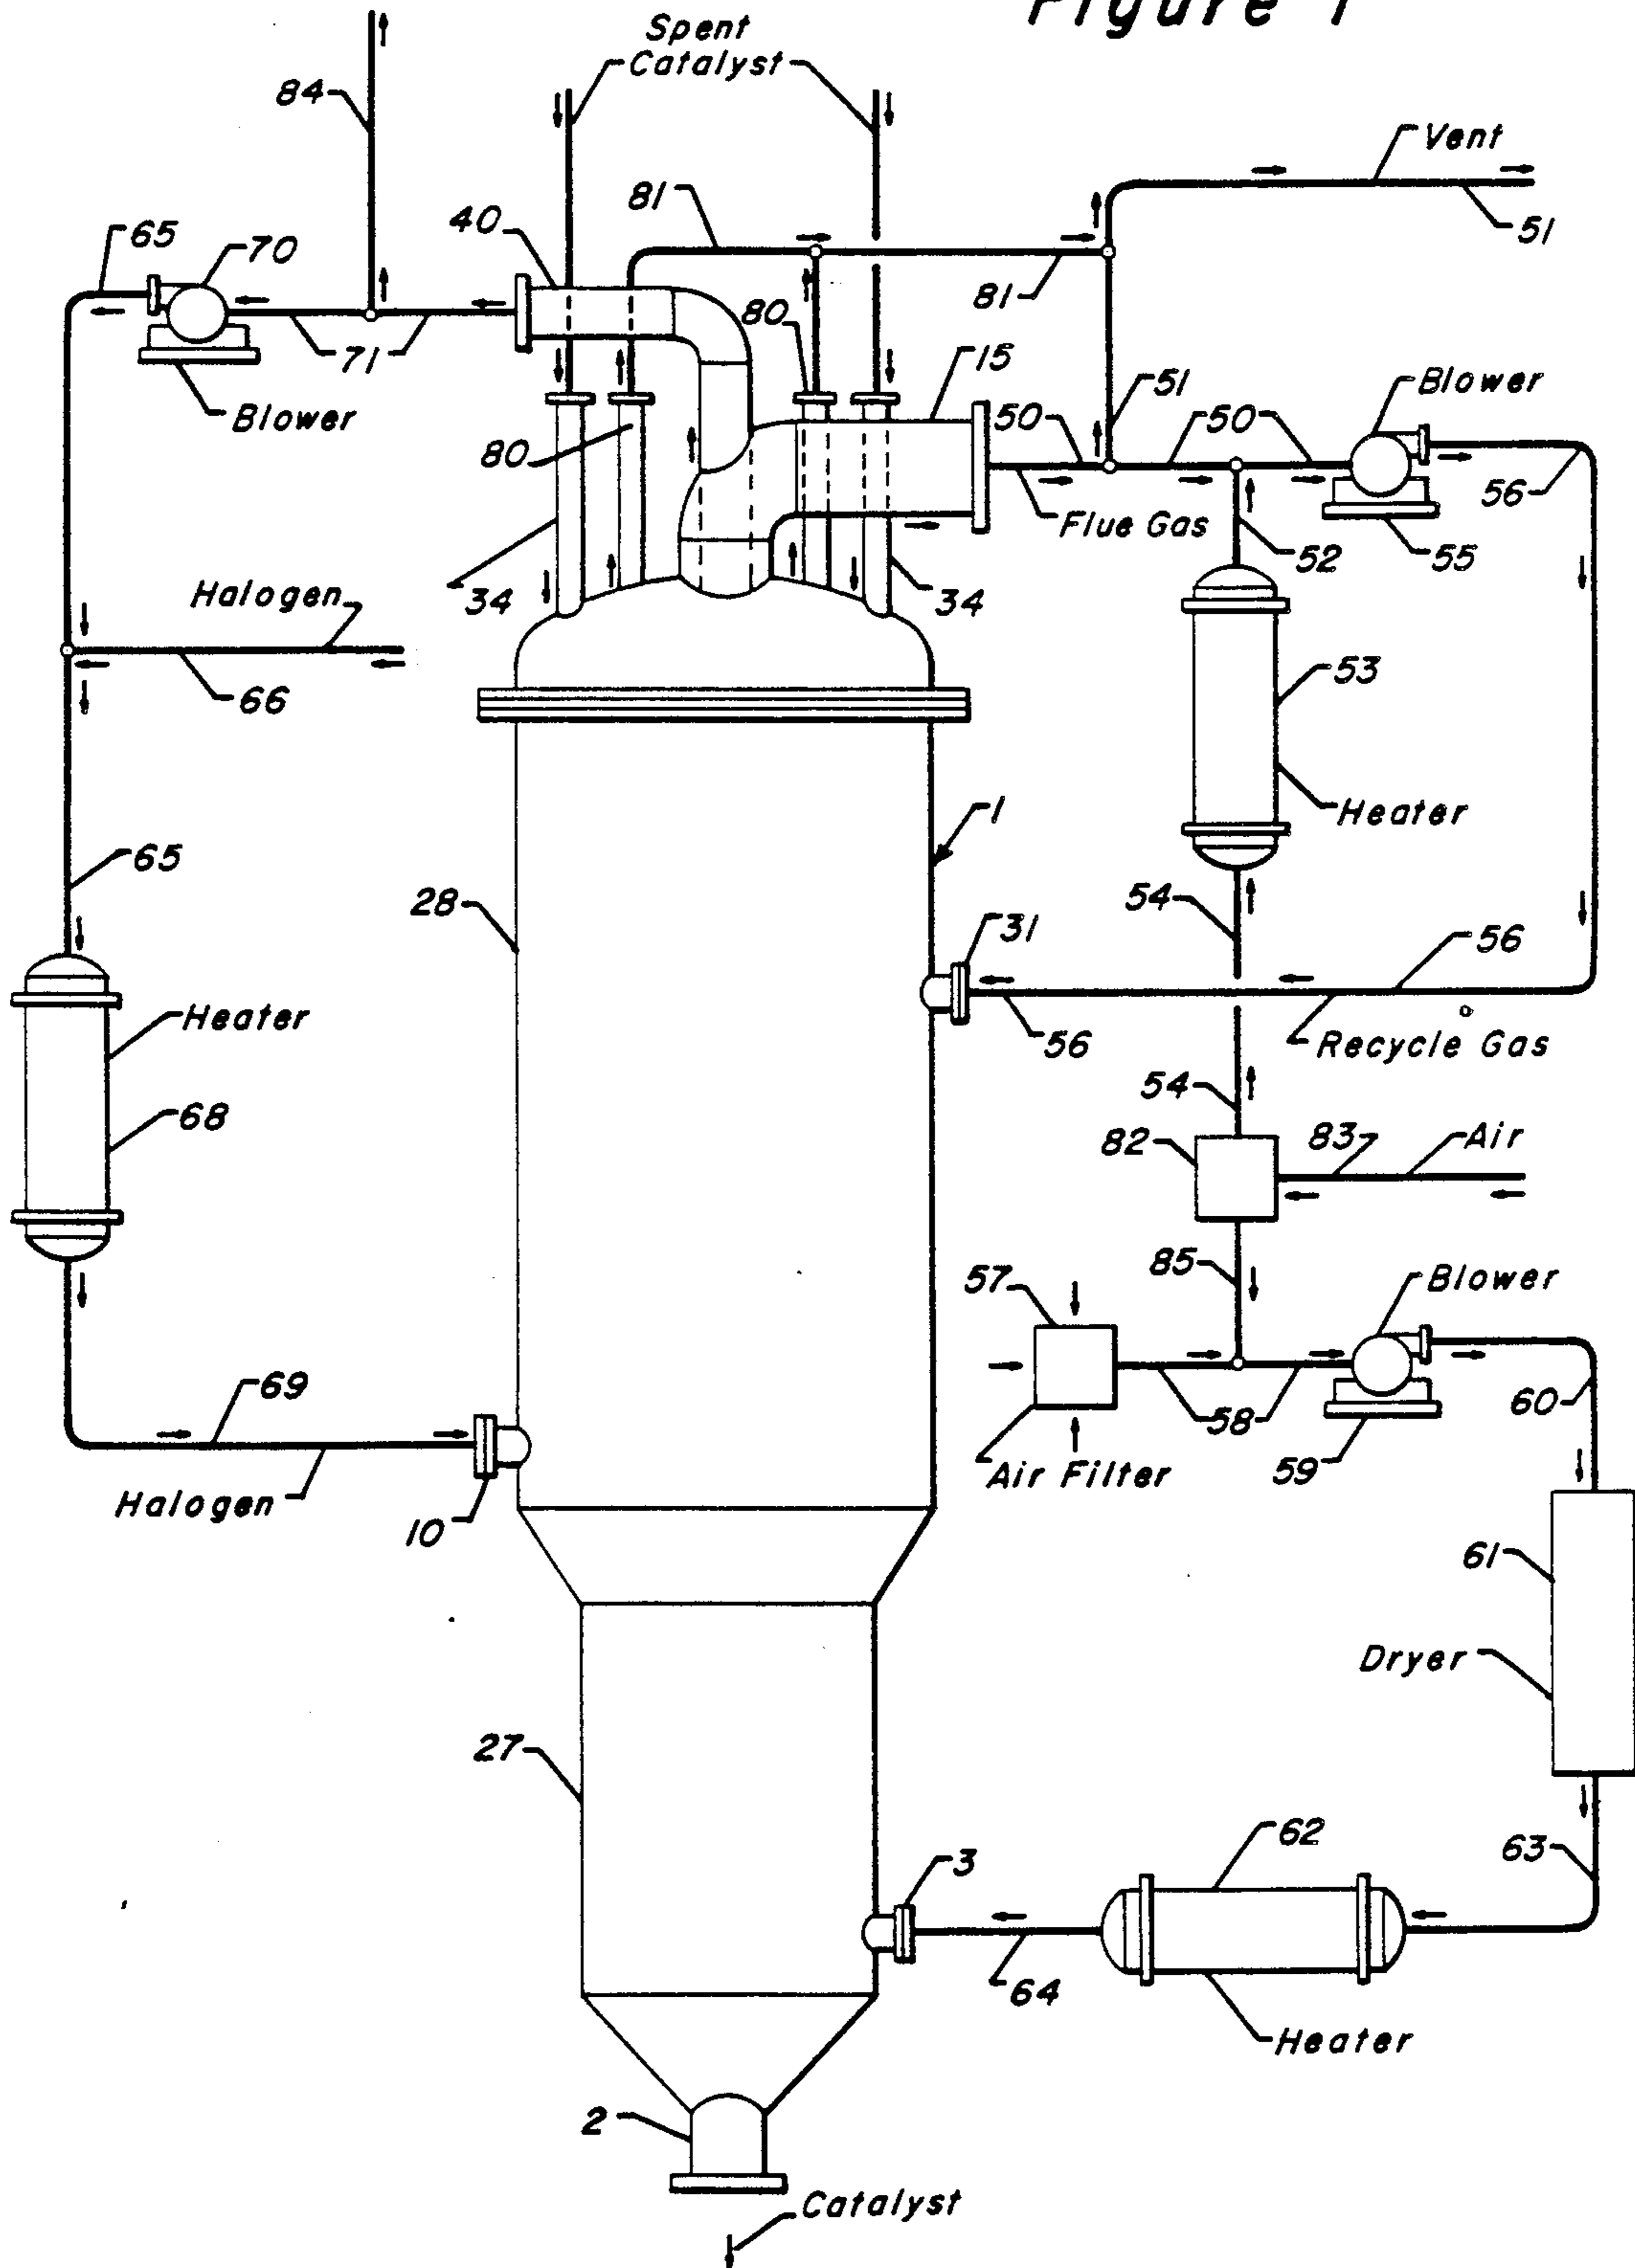 Figure 1
Spent
Catalyst
84
Vent
81
40
65
70
51
81
80
15
71
51
Blower
50
50
Blower
80
56
Flue Gas
52
55
34
34
Halogen
66
53
1
Heater
65
28
54
31
56
Heater
56
Recycle Gas
54
68
82
83
Air
85
57
Blower
69
58
60
Air Filter
59
Halogen
10
61
Dryer
27
62
3
63
64
Heater
2
Catalyst